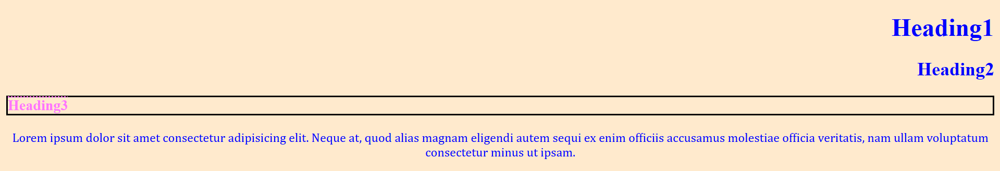 Heading1
Heading2
Heading3
Lorem ipsum dolor sit amet consectetur adipisicing elit. Neque at, quod alias magnam eligendi autem sequi ex enim officiis accusamus molestiae officia veritatis, nam ullam voluptatum
consectetur minus ut ipsam.